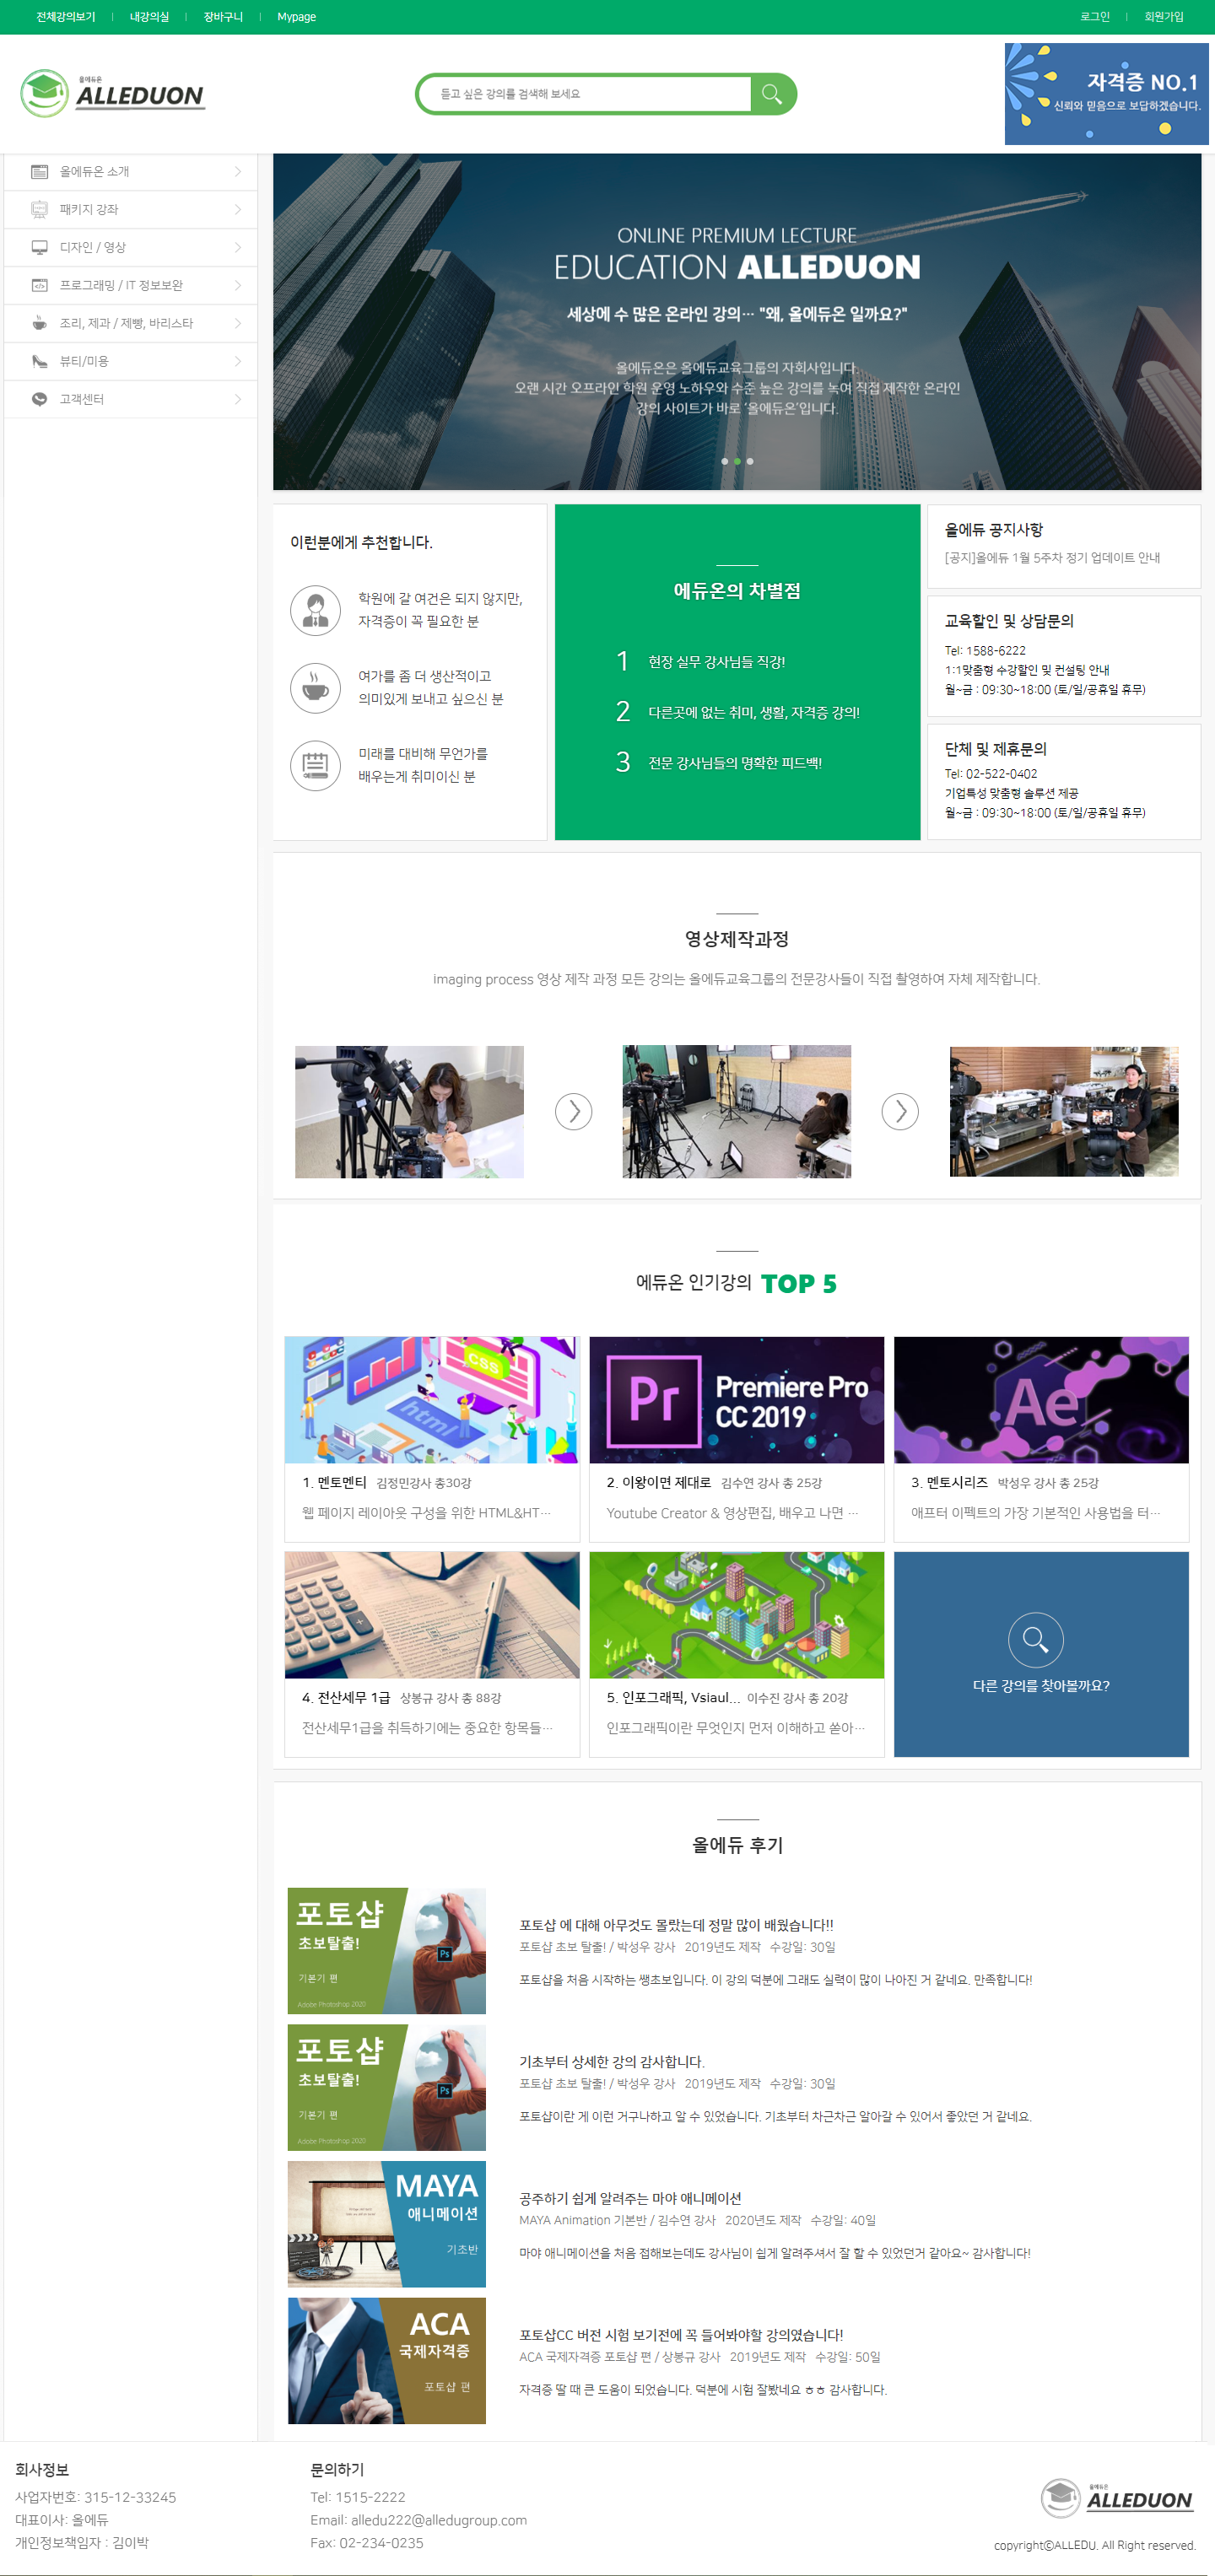 전체강의보기 | 내강의실 | 장바구니 | Mypage
로그인 | 회원가입
올에듀온
ALLEDUON
듣고 싶은 강의를 검색해 보세요
자격증 NO.1
신뢰와 믿음으로 보답하겠습니다.
올에듀온 소개
패키지 강좌
디자인 / 영상
프로그래밍 / IT 정보보완
조리, 제과 / 제빵, 바리스타
뷰티/미용
고객센터
ONLINE PREMIUM LECTURE
EDUCATION ALLEDUON
세상에 수 많은 온라인 강의… "왜, 올에듀온 일까요?"
올에듀온은 올에듀교육그룹의 자회사입니다.
오랜 시간 오프라인 학원 운영 노하우와 수준 높은 강의를 녹여 직접 제작한 온라인
강의 사이트가 바로 '올에듀온'입니다.
이런분에게 추천합니다.
학원에 갈 여건은 되지 않지만,
자격증이 꼭 필요한 분
여가를 좀 더 생산적이고
의미있게 보내고 싶으신 분
미래를 대비해 무언가를
배우는게 취미이신 분
에듀온의 차별점
1 현장 실무 강사님들 직강!
2 다른곳에 없는 취미, 생활, 자격증 강의!
3 전문 강사님들의 명확한 피드백!
올에듀 공지사항
[공지]올에듀 1월 5주차 정기 업데이트 안내
교육할인 및 상담문의
Tel: 1588-6222
1:1맞춤형 수강할인 및 컨설팅 안내
월~금 : 09:30~18:00 (토/일/공휴일 휴무)
단체 및 제휴문의
Tel: 02-522-0402
기업특성 맞춤형 솔루션 제공
월~금 : 09:30~18:00 (토/일/공휴일 휴무)
영상제작과정
imaging process 영상 제작 과정 모든 강의는 올에듀교육그룹의 전문강사들이 직접 촬영하여 자체 제작합니다.
에듀온 인기강의 TOP 5
CSS
html
Pr
Premiere Pro
CC 2019
Ae
1. 멘토멘티 김정민강사 총30강
웹 페이지 레이아웃 구성을 위한 HTML&HT…
2. 이왕이면 제대로 김수연 강사 총 25강
Youtube Creator & 영상편집, 배우고 나면 …
3. 멘토시리즈 박성우 강사 총 25강
애프터 이펙트의 가장 기본적인 사용법을 터…
4. 전산세무 1급 상봉규 강사 총 88강
전산세무1급을 취득하기에는 중요한 항목들…
5. 인포그래픽, Vsiaul... 이수진 강사 총 20강
인포그래픽이란 무엇인지 먼저 이해하고 쏟아…
다른 강의를 찾아볼까요?
올에듀 후기
포토샵
초보탈출!
기본기 편
Adobe Photoshop 2020
Ps
포토샵 에 대해 아무것도 몰랐는데 정말 많이 배웠습니다!!
포토샵 초보 탈출! / 박성우 강사 2019년도 제작 수강일: 30일
포토샵을 처음 시작하는 쌩초보입니다. 이 강의 덕분에 그래도 실력이 많이 나아진 거 같네요. 만족합니다!
포토샵
초보탈출!
기본기 편
Adobe Photoshop 2020
Ps
기초부터 상세한 강의 감사합니다.
포토샵 초보 탈출! / 박성우 강사 2019년도 제작 수강일: 30일
포토샵이란 게 이런 거구나하고 알 수 있었습니다. 기초부터 차근차근 알아갈 수 있어서 좋았던 거 같네요.
MAYA
애니메이션
기초반
공주하기 쉽게 알려주는 마야 애니메이션
MAYA Animation 기본반 / 김수연 강사 2020년도 제작 수강일: 40일
마야 애니메이션을 처음 접해보는데도 강사님이 쉽게 알려주셔서 잘 할 수 있었던거 같아요~ 감사합니다!
ACA
국제자격증
포토샵 편
포토샵CC 버전 시험 보기전에 꼭 들어봐야할 강의였습니다!
ACA 국제자격증 포토샵 편 / 상봉규 강사 2019년도 제작 수강일: 50일
자격증 딸 때 큰 도움이 되었습니다. 덕분에 시험 잘봤네요 ㅎㅎ 감사합니다.
회사정보
사업자번호: 315-12-33245
대표이사: 올에듀
개인정보책임자 : 김이박
문의하기
Tel: 1515-2222
Email: alledu222@alledugroup.com
Fax: 02-234-0235
올에듀온
ALLEDUON
copyrightⓒALLEDU. All Right reserved.